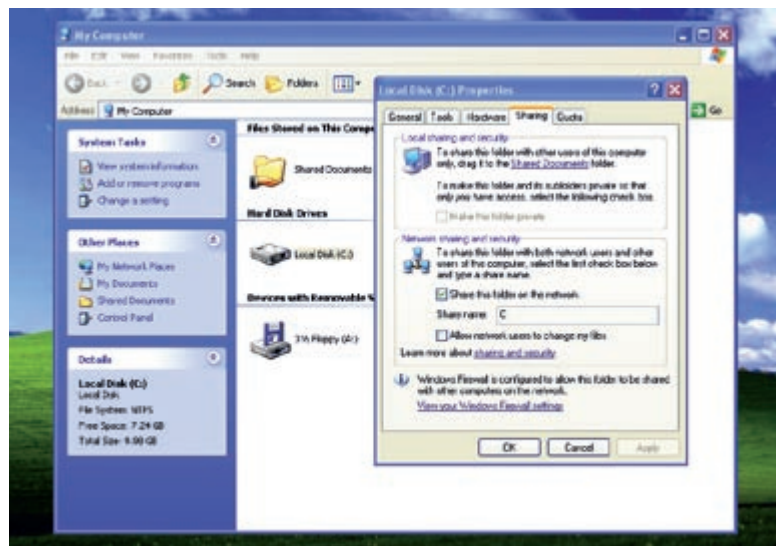 My Computer
File Edit View Favorites Tools Help
Back Search Folders
Address My Computer Go
System Tasks
View system information
Add or remove programs
Change a setting
Other Places
My Network Places
My Documents
Shared Documents
Control Panel
Details
Local Disk (C:)
Local Disk
File System: NTFS
Free Space: 7.24 GB
Total Size: 9.99 GB
Files Stored on This Compu
Shared Documents
Hard Disk Drives
Local Disk (C:)
Devices with Removable S
3½ Floppy (A:)
Local Disk (C:) Properties
General Tools Hardware Sharing Quota
Local sharing and security
To share this folder with other users of this computer
only, drag it to the Shared Documents folder.
To make this folder and its subfolders private so that
only you have access, select the following check box.
Make this folder private
Network sharing and security
To share this folder with both network users and other
users of this computer, select the first check box below
and type a share name.
Share this folder on the network
Share name: C
Allow network users to change my files
Learn more about sharing and security.
Windows Firewall is configured to allow this folder to be shared
with other computers on the network.
View your Windows Firewall settings
OK Cancel Apply